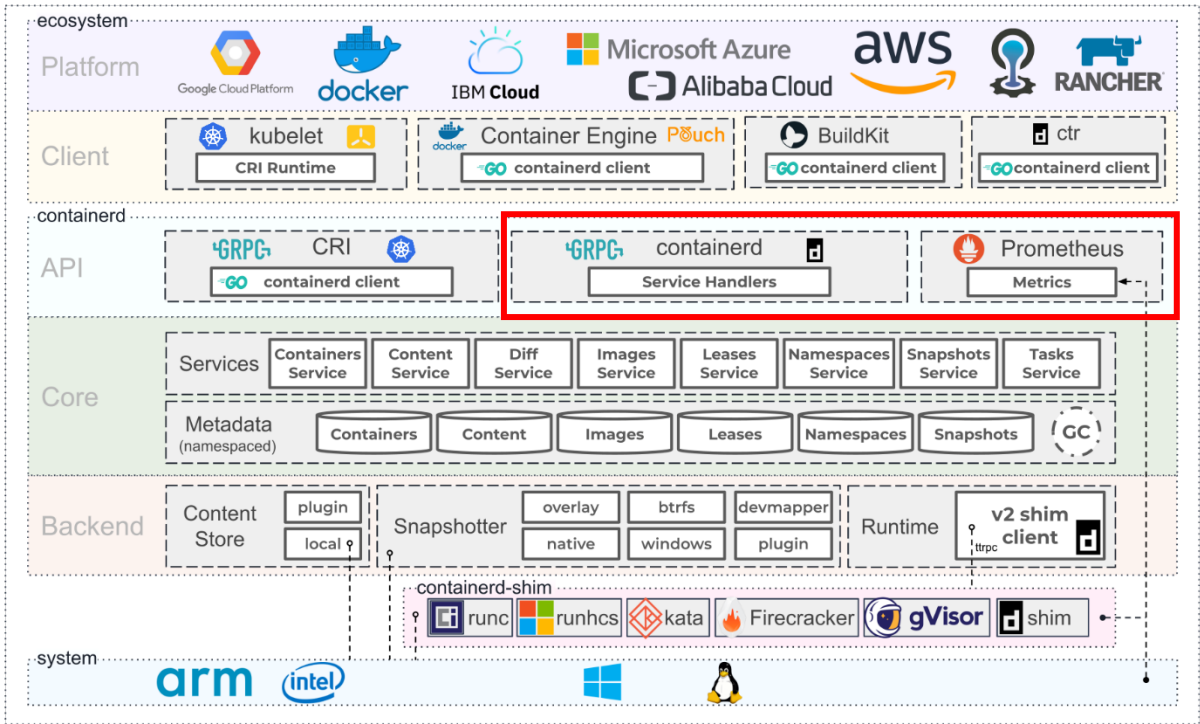 ecosystem
Platform
Google Cloud Platform
docker
IBM Cloud
Microsoft Azure
Alibaba Cloud
aws
RANCHER
Client
kubelet
CRI Runtime
docker
Container Engine
Pouch
GO containerd client
BuildKit
GO containerd client
d ctr
GO containerd client
containerd
API
GRPC CRI
GO containerd client
GRPC containerd d
Service Handlers
Prometheus
Metrics
Core
Services
Containers
Service
Content
Service
Diff
Service
Images
Service
Leases
Service
Namespaces
Service
Snapshots
Service
Tasks
Service
Metadata
(namespaced)
Containers
Content
Images
Leases
Namespaces
Snapshots
GC
Backend
Content
Store
plugin
local
Snapshotter
overlay
btrfs
devmapper
native
windows
plugin
Runtime
ttrpc
v2 shim
client
d
containerd-shim
Ci runc
runhcs
kata
Firecracker
gVisor
d shim
system
arm
intel